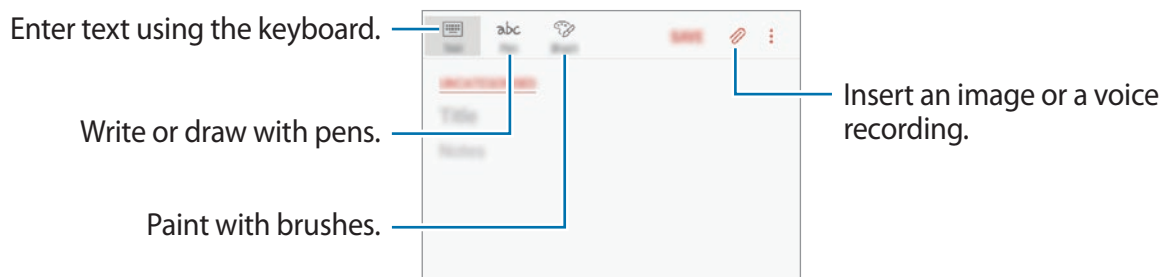 Enter text using the keyboard.
abc
SAVE
UNCATEGORISED
Title
Notes
Write or draw with pens.
Paint with brushes.
Insert an image or a voice
recording.